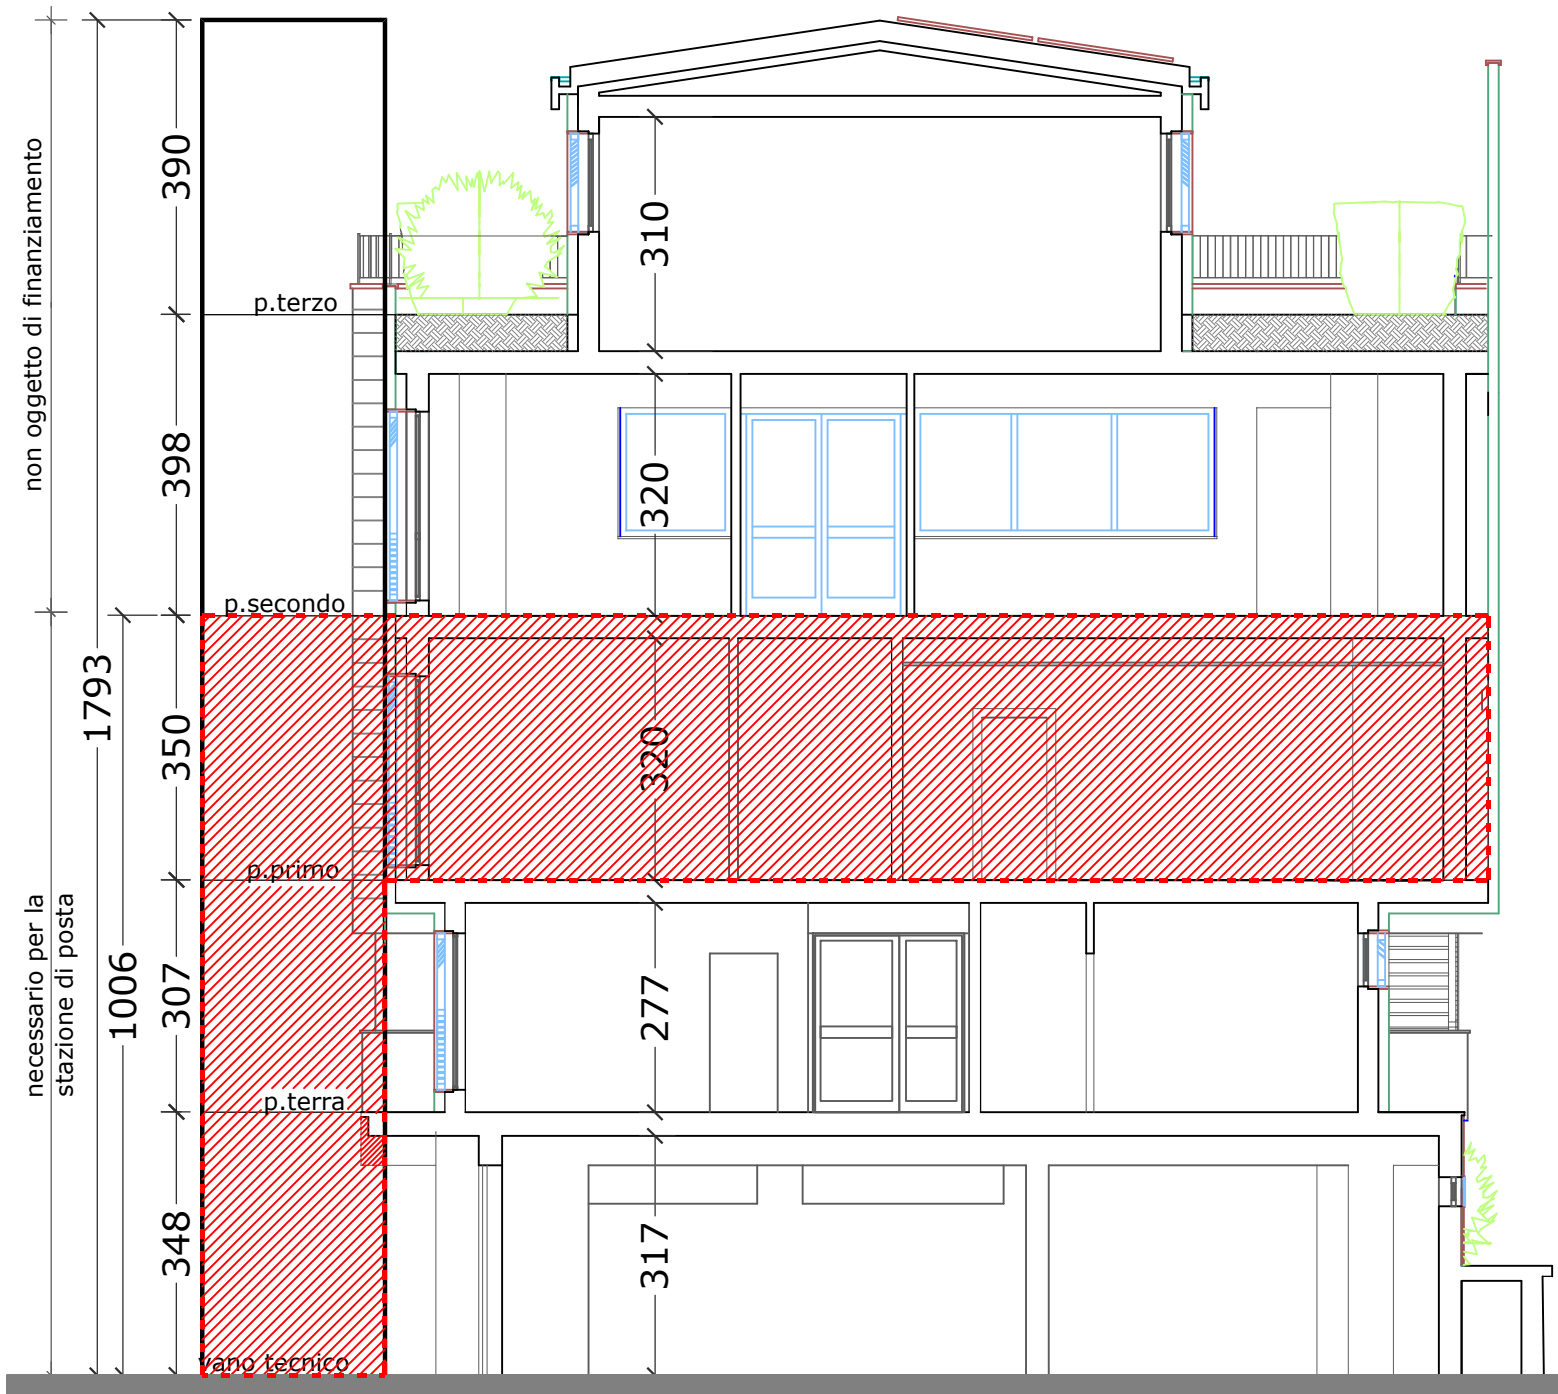 non oggetto di finanziamento
necessario per la
stazione di posta
1793
1006
390
398
350
307
348
p.terzo
p.secondo
p.primo
p.terra
vano tecnico
310
320
320
277
317